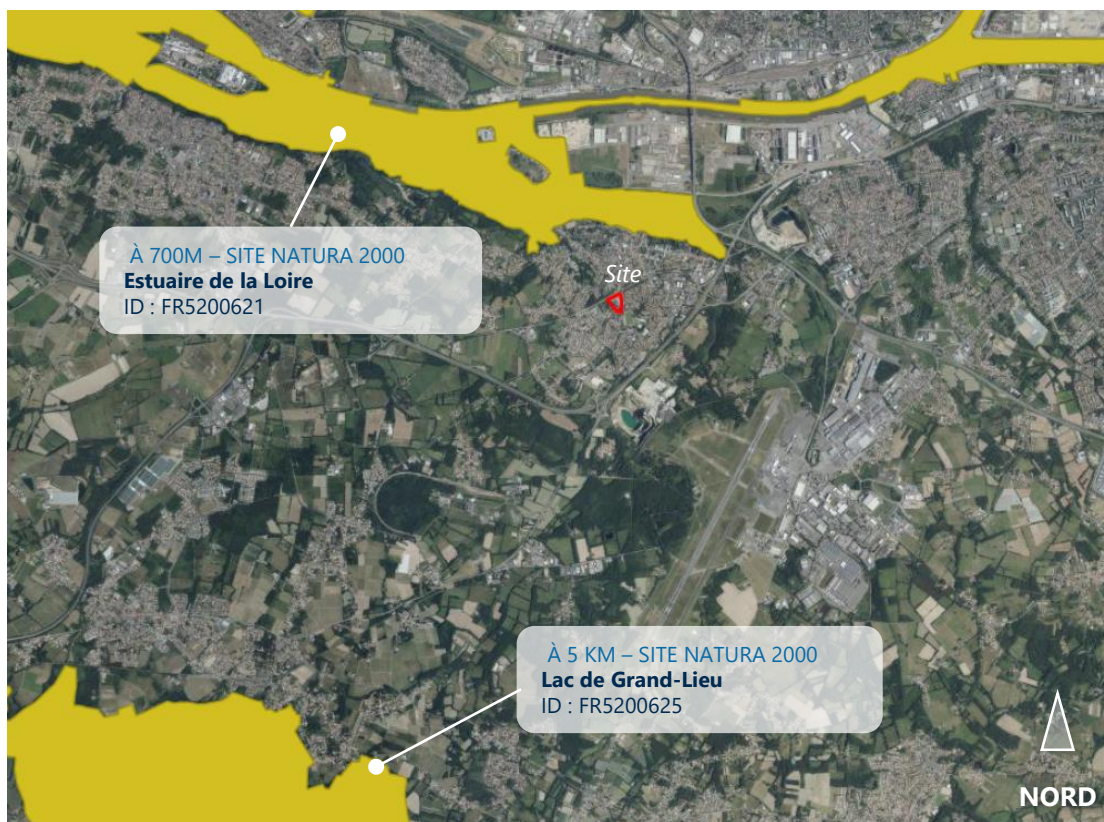 À 700M – SITE NATURA 2000
Estuaire de la Loire
ID : FR5200621
Site
À 5 KM – SITE NATURA 2000
Lac de Grand-Lieu
ID : FR5200625
NORD